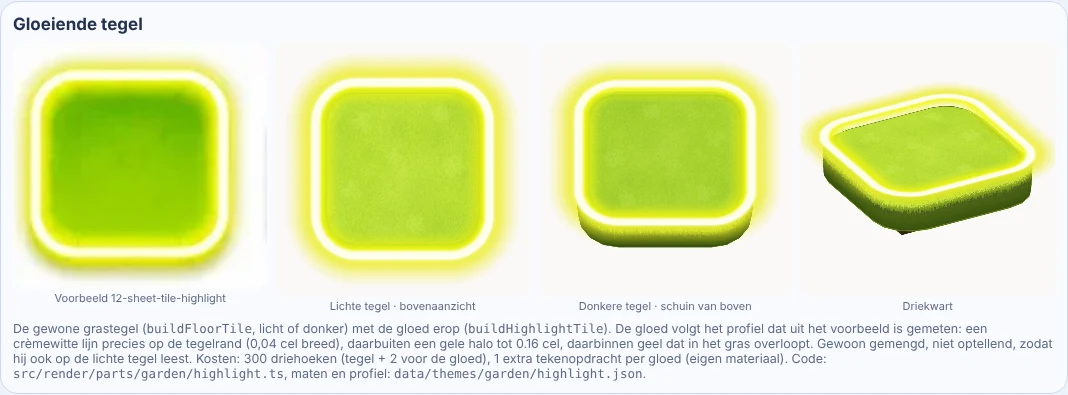 Gloeiende tegel
Voorbeeld 12-sheet-tile-highlight
Lichte tegel · bovenaanzicht
Donkere tegel · schuin van boven
Driekwart
De gewone grastegel (buildFloorTile, licht of donker) met de gloed erop (buildHighlightTile). De gloed volgt het profiel dat uit het voorbeeld is gemeten: een
crèmewitte lijn precies op de tegelrand (0,04 cel breed), daarbuiten een gele halo tot 0.16 cel, daarbinnen geel dat in het gras overloopt. Gewoon gemengd, niet optellend, zodat
hij ook op de lichte tegel leest. Kosten: 300 driehoeken (tegel + 2 voor de gloed), 1 extra tekenopdracht per gloed (eigen materiaal). Code:
src/render/parts/garden/highlight.ts, maten en profiel: data/themes/garden/highlight.json.